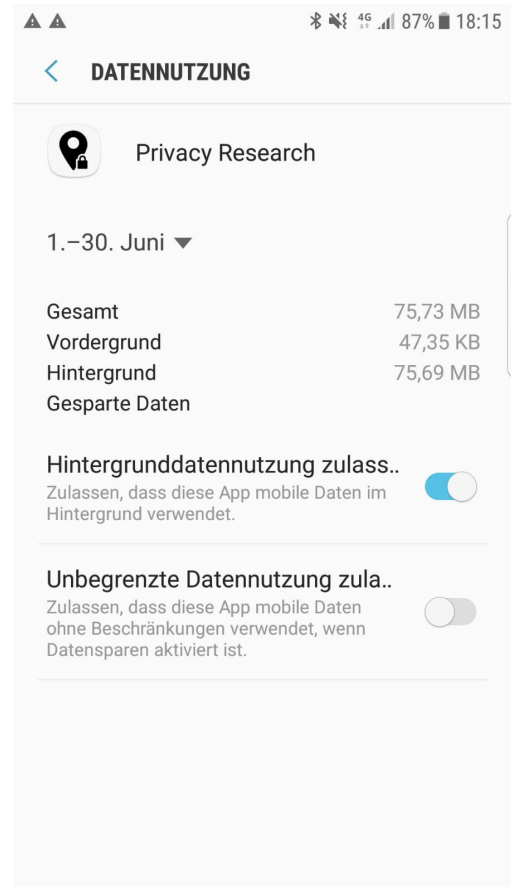 4G 87% 18:15
DATENNUTZUNG
Privacy Research
1.–30. Juni
Gesamt 75,73 MB
Vordergrund 47,35 KB
Hintergrund 75,69 MB
Gesparte Daten
Hintergrunddatennutzung zulass..
Zulassen, dass diese App mobile Daten im
Hintergrund verwendet.
Unbegrenzte Datennutzung zula..
Zulassen, dass diese App mobile Daten
ohne Beschränkungen verwendet, wenn
Datensparen aktiviert ist.